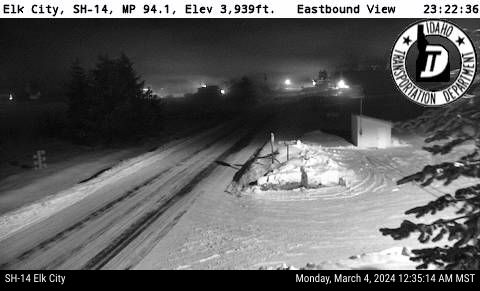 Elk City, SH-14, MP 94.1, Elev 3,939ft. Eastbound View 23:22:36
IDAHO
TRANSPORTATION DEPARTMENT
SH-14 Elk City Monday, March 4, 2024 12:35:14 AM MST